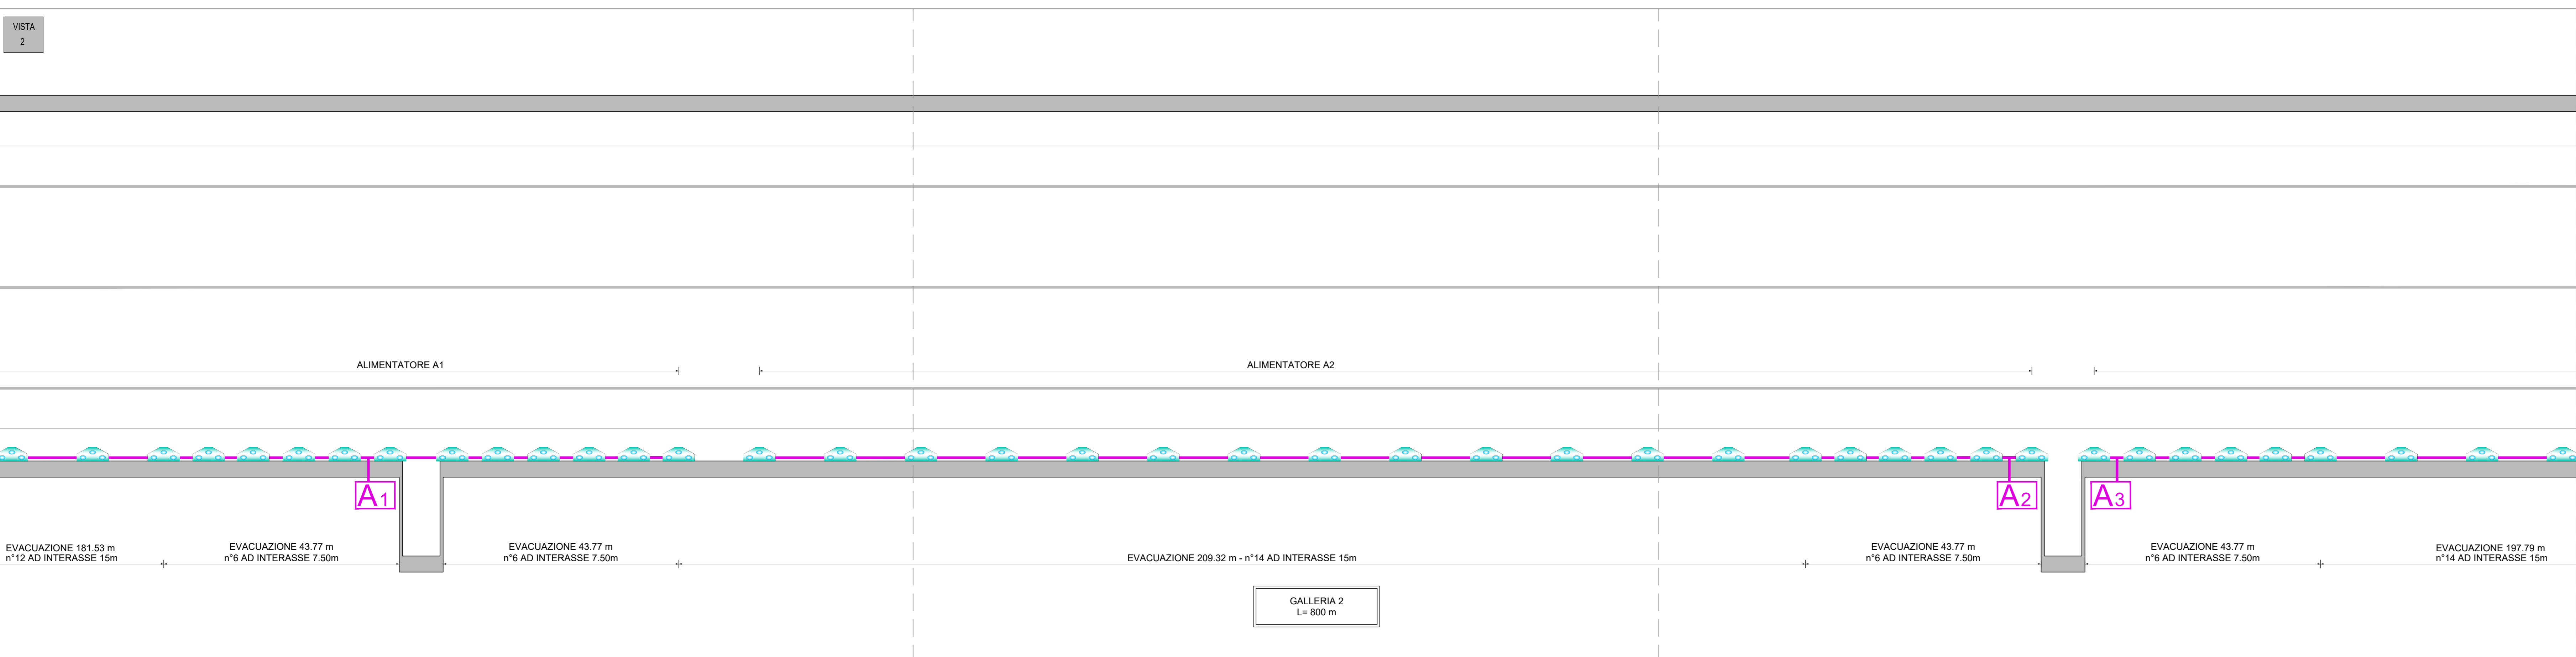 VISTA
2
ALIMENTATORE A1
ALIMENTATORE A2
A1
A2
A3
EVACUAZIONE 181.53 m
n°12 AD INTERASSE 15m
EVACUAZIONE 43.77 m
n°6 AD INTERASSE 7.50m
EVACUAZIONE 43.77 m
n°6 AD INTERASSE 7.50m
EVACUAZIONE 209.32 m - n°14 AD INTERASSE 15m
EVACUAZIONE 43.77 m
n°6 AD INTERASSE 7.50m
EVACUAZIONE 43.77 m
n°6 AD INTERASSE 7.50m
EVACUAZIONE 197.79 m
n°14 AD INTERASSE 15m
GALLERIA 2
L= 800 m